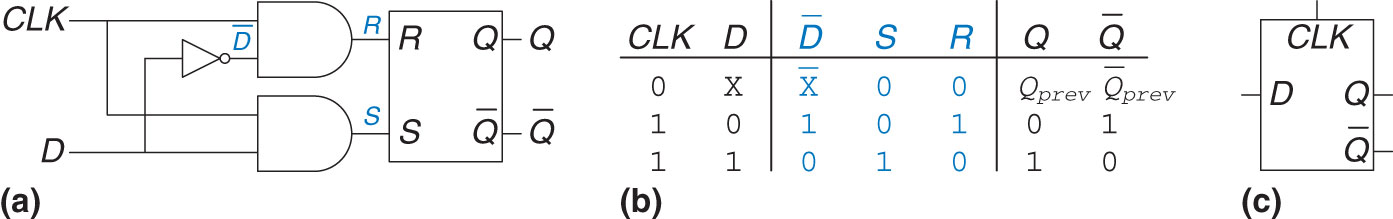 CLK
D
D̅
R
S
R Q
S Q̅
Q
Q̅
(a)
CLK D D̅ S R Q Q̅
0 X X̅ 0 0 Qprev Q̅prev
1 0 1 0 1 0 1
1 1 0 1 0 1 0
(b)
CLK
D Q
Q̅
(c)